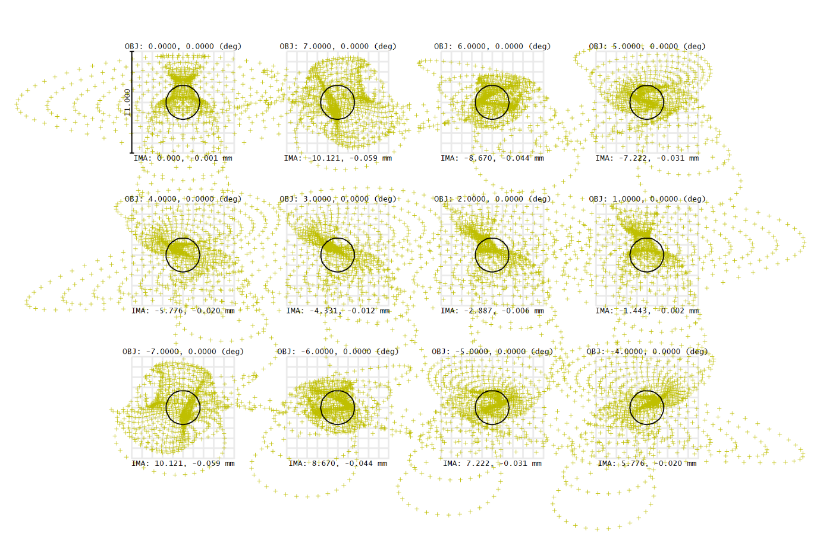 OBJ: 0.0000, 0.0000 (deg)
OBJ: 7.0000, 0.0000 (deg)
OBJ: 6.0000, 0.0000 (deg)
OBJ: 5.0000, 0.0000 (deg)
11.000
IMA: 0.000, -0.001 mm
IMA: -10.121, -0.059 mm
IMA: -8.670, -0.044 mm
IMA: -7.222, -0.031 mm
OBJ: 4.0000, 0.0000 (deg)
OBJ: 3.0000, 0.0000 (deg)
OBJ: 2.0000, 0.0000 (deg)
OBJ: 1.0000, 0.0000 (deg)
IMA: -5.776, -0.020 mm
IMA: -4.331, -0.012 mm
IMA: -2.887, -0.006 mm
IMA: -1.443, -0.002 mm
OBJ: -7.0000, 0.0000 (deg)
OBJ: -6.0000, 0.0000 (deg)
OBJ: -5.0000, 0.0000 (deg)
OBJ: -4.0000, 0.0000 (deg)
IMA: 10.121, -0.059 mm
IMA: 8.670, -0.044 mm
IMA: 7.222, -0.031 mm
IMA: 5.776, -0.020 mm